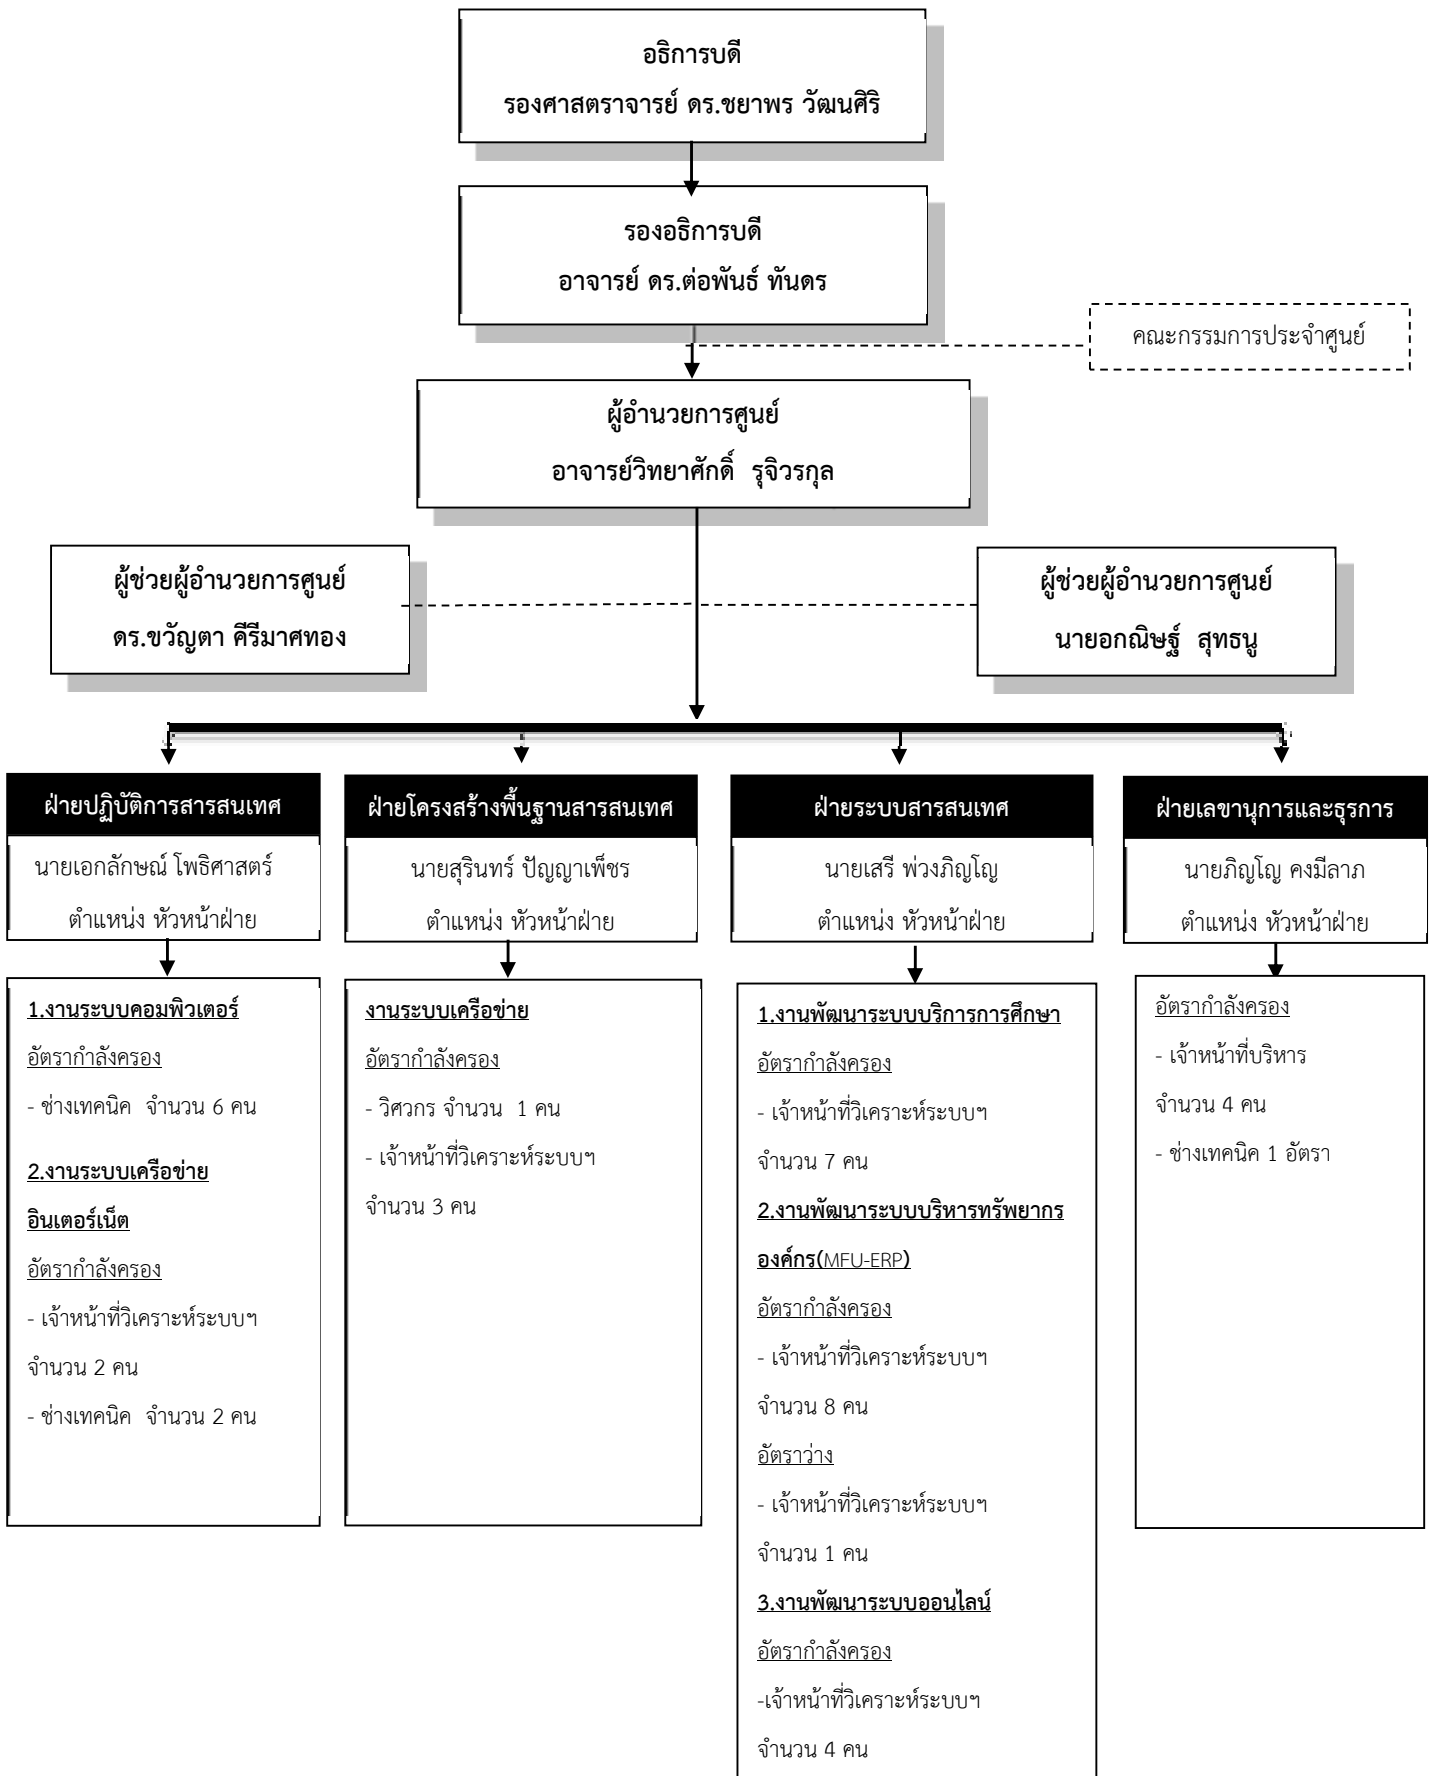 อธิการบดี
รองศาสตราจารย์ ดร.ชยาพร วัฒนศิริ
รองอธิการบดี
อาจารย์ ดร.ต่อพันธ์ ทันดร
คณะกรรมการประจำศูนย์
ผู้อำนวยการศูนย์
อาจารย์วิทยาศักดิ์ รุจิวรกุล
ผู้ช่วยผู้อำนวยการศูนย์
ดร.ขวัญตา คีรีมาศทอง
ผู้ช่วยผู้อำนวยการศูนย์
นายอกณิษฐ์ สุทธนู
ฝ่ายปฏิบัติการสารสนเทศ
นายเอกลักษณ์ โพธิศาสตร์
ตำแหน่ง หัวหน้าฝ่าย
1.งานระบบคอมพิวเตอร์
อัตรากำลังครอง
- ช่างเทคนิค จำนวน 6 คน
2.งานระบบเครือข่าย
อินเตอร์เน็ต
อัตรากำลังครอง
- เจ้าหน้าที่วิเคราะห์ระบบฯ
จำนวน 2 คน
- ช่างเทคนิค จำนวน 2 คน
ฝ่ายโครงสร้างพื้นฐานสารสนเทศ
นายสุรินทร์ ปัญญาเพ็ชร
ตำแหน่ง หัวหน้าฝ่าย
งานระบบเครือข่าย
อัตรากำลังครอง
- วิศวกร จำนวน 1 คน
- เจ้าหน้าที่วิเคราะห์ระบบฯ
จำนวน 3 คน
ฝ่ายระบบสารสนเทศ
นายเสรี พ่วงภิญโญ
ตำแหน่ง หัวหน้าฝ่าย
1.งานพัฒนาระบบบริการการศึกษา
อัตรากำลังครอง
- เจ้าหน้าที่วิเคราะห์ระบบฯ
จำนวน 7 คน
2.งานพัฒนาระบบบริหารทรัพยากร
องค์กร(MFU-ERP)
อัตรากำลังครอง
- เจ้าหน้าที่วิเคราะห์ระบบฯ
จำนวน 8 คน
อัตราว่าง
- เจ้าหน้าที่วิเคราะห์ระบบฯ
จำนวน 1 คน
3.งานพัฒนาระบบออนไลน์
อัตรากำลังครอง
-เจ้าหน้าที่วิเคราะห์ระบบฯ
จำนวน 4 คน
ฝ่ายเลขานุการและธุรการ
นายภิญโญ คงมีลาภ
ตำแหน่ง หัวหน้าฝ่าย
อัตรากำลังครอง
- เจ้าหน้าที่บริหาร
จำนวน 4 คน
- ช่างเทคนิค 1 อัตรา